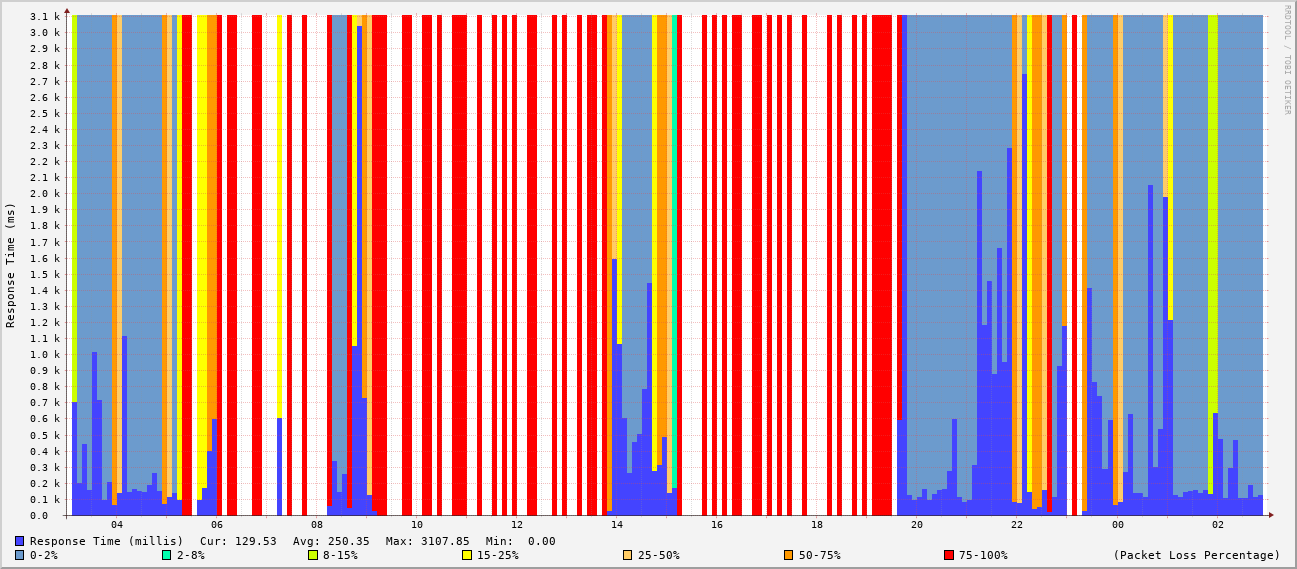 3.1 k
3.0 k
2.9 k
2.8 k
2.7 k
2.6 k
2.5 k
2.4 k
2.3 k
2.2 k
2.1 k
2.0 k
1.9 k
1.8 k
1.7 k
1.6 k
1.5 k
1.4 k
1.3 k
1.2 k
1.1 k
1.0 k
0.9 k
0.8 k
0.7 k
0.6 k
0.5 k
0.4 k
0.3 k
0.2 k
0.1 k
0.0
Response Time (ms)
RRDTOOL / TOBI OETIKER
04 06 08 10 12 14 16 18 20 22 00 02
Response Time (millis) Cur: 129.53 Avg: 250.35 Max: 3107.85 Min: 0.00
0-2% 2-8% 8-15% 15-25% 25-50% 50-75% 75-100% (Packet Loss Percentage)